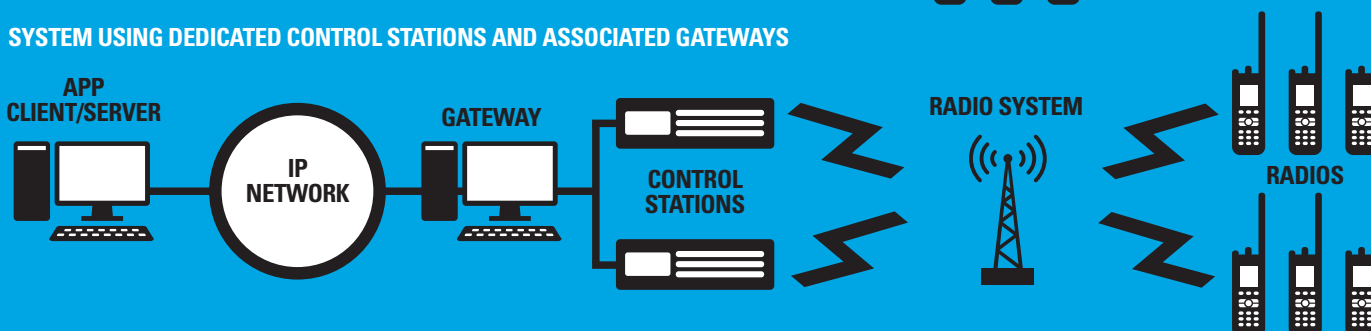 SYSTEM USING DEDICATED CONTROL STATIONS AND ASSOCIATED GATEWAYS
APP
CLIENT/SERVER
IP
NETWORK
GATEWAY
CONTROL
STATIONS
RADIO SYSTEM
RADIOS